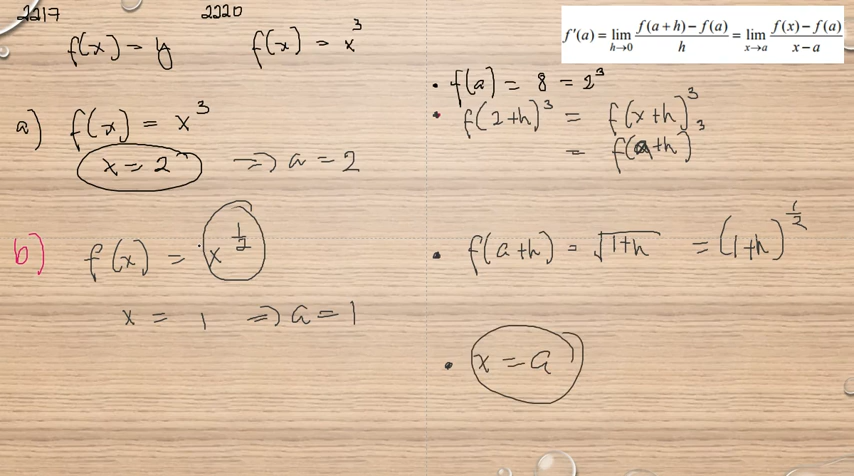 2217 2220
f(x) = y f(x) = x³
a) f(x) = x³
x = 2 => a = 2
b) f(x) = x^(1/2)
x = 1 => a = 1
f'(a) = lim_{h→0} (f(a+h) − f(a))/h = lim_{x→a} (f(x) − f(a))/(x − a)
• f(a) = 8 = 2³
• f(2+h)³ = f(x+h)³
= f(a+h)³
• f(a+h) = √(1+h) = (1+h)^(1/2)
• x = a